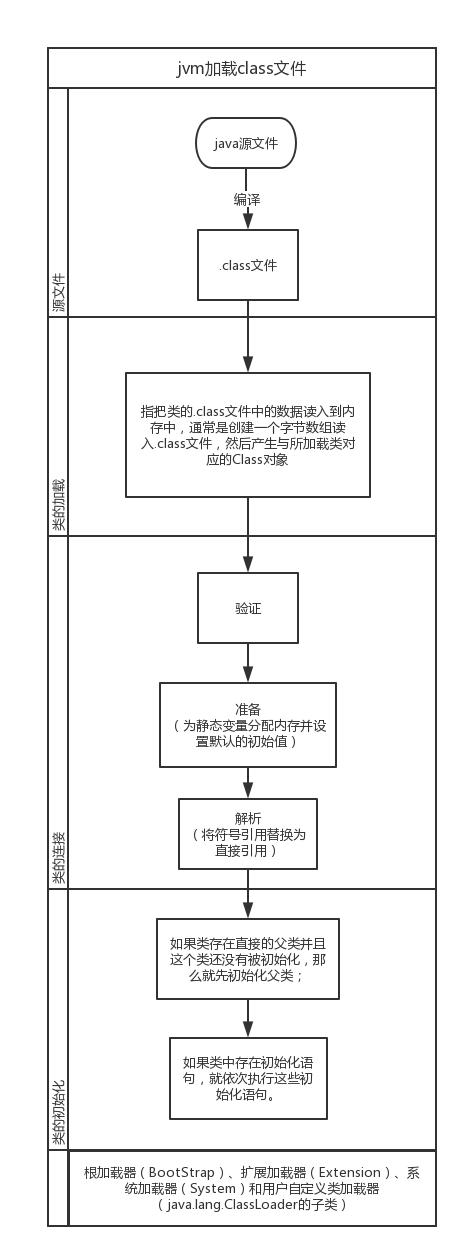 jvm加载class文件
java源文件
编译
.class文件
源文件
指把类的.class文件中的数据读入到内
存中，通常是创建一个字节数组读
入.class文件，然后产生与所加载类对
应的Class对象
类的加载
验证
准备
（为静态变量分配内存并设
置默认的初始值）
解析
（将符号引用替换为
直接引用）
类的连接
如果类存在直接的父类并且
这个类还没有被初始化，那
么就先初始化父类；
如果类中存在初始化语
句，就依次执行这些初
始化语句。
类的初始化
根加载器（BootStrap）、扩展加载器（Extension）、系
统加载器（System）和用户自定义类加载器
（java.lang.ClassLoader的子类）